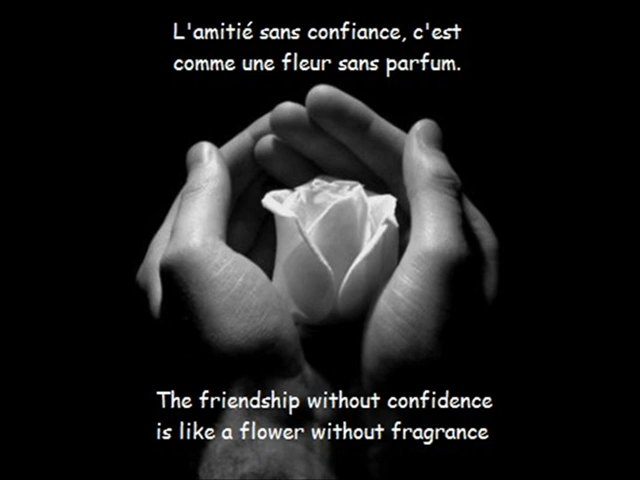 L'amitié sans confiance, c'est
comme une fleur sans parfum.
The friendship without confidence
is like a flower without fragrance